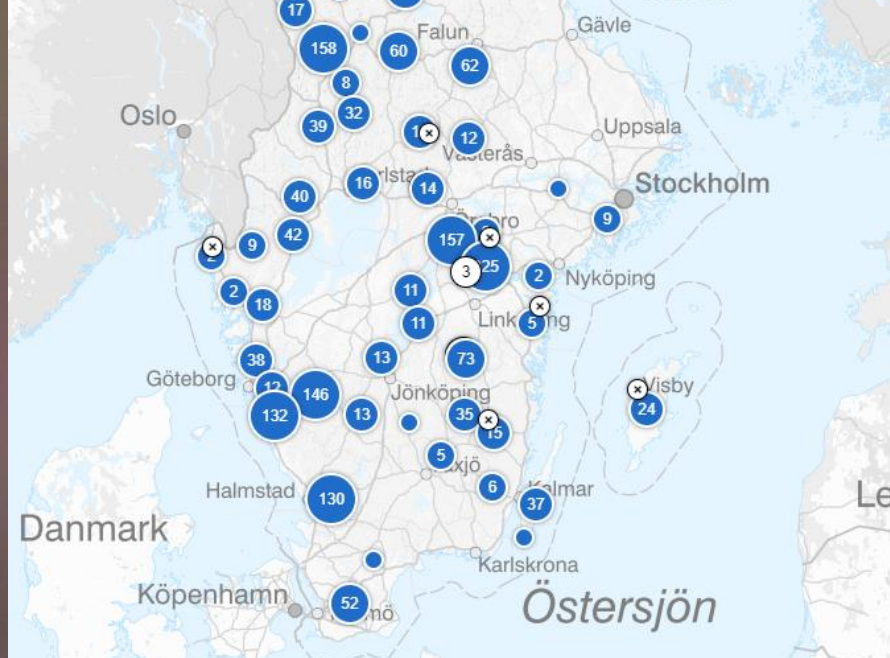 17
158
60
Falun
Gävle
62
8
32
39
Oslo
12
Uppsala
Västerås
16
14
40
Stockholm
9
42
157
9
3
2
Nyköping
2
18
11
11
5
38
13
73
Göteborg
146
Jönköping
Visby
24
132
13
35
15
5
6
Halmstad
130
37
Danmark
Karlskrona
Köpenhamn
52
Östersjön